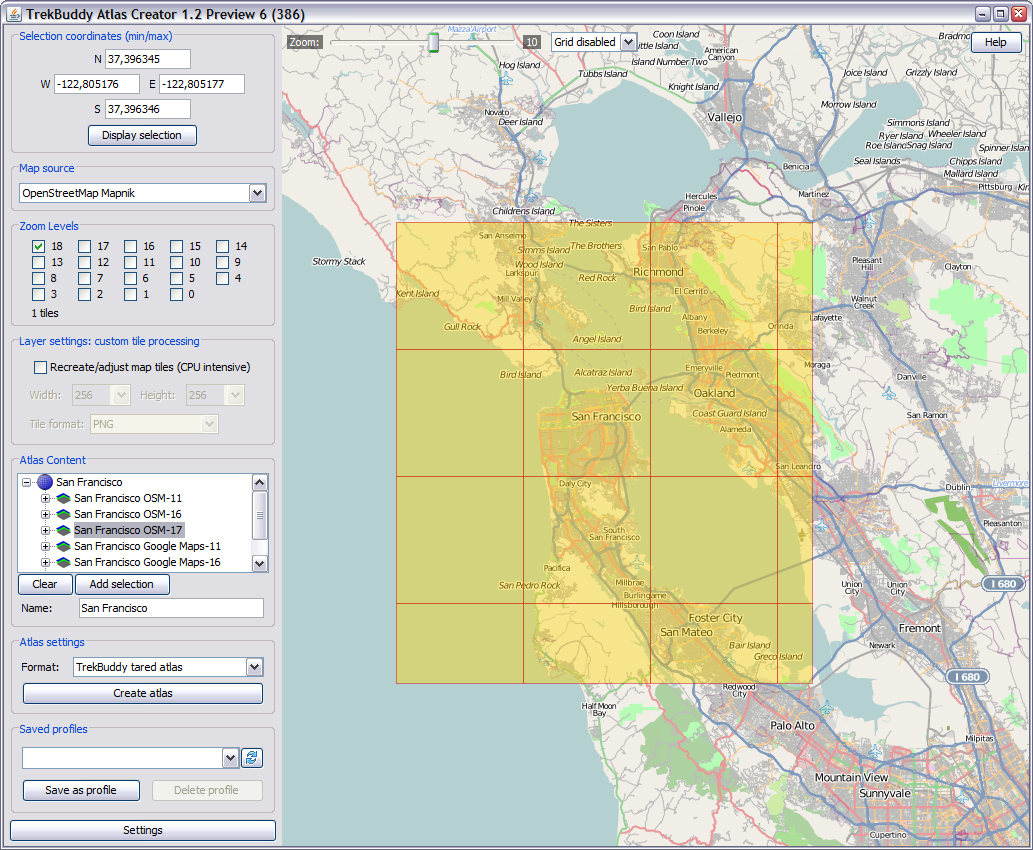 TrekBuddy Atlas Creator 1.2 Preview 6 (386)
Selection coordinates (min/max)
N 37,396345
W -122,805176 E -122,805177
S 37,396346
Display selection
Map source
OpenStreetMap Mapnik
Zoom Levels
18 17 16 15 14
13 12 11 10 9
8 7 6 5 4
3 2 1 0
1 tiles
Layer settings: custom tile processing
Recreate/adjust map tiles (CPU intensive)
Width: 256 Height: 256
Tile format: PNG
Atlas Content
San Francisco
San Francisco OSM-11
San Francisco OSM-16
San Francisco OSM-17
San Francisco Google Maps-11
San Francisco Google Maps-16
Clear Add selection
Name: San Francisco
Atlas settings
Format: TrekBuddy tared atlas
Create atlas
Saved profiles
Save as profile Delete profile
Settings
Zoom: 10 Grid disabled Help
Mazza Airport
Coon Island
Little Island
American
Canyon
Hog Island
Tubbs Island
Island Number Two
Knight Island
Joice Island
Grizzly Island
Novato
Deer Island
Vallejo
Morrow Island
Simmons Island
Ryer Island
Wheeler Island
Roe Island
Snag Island
Seal Islands
Chipps Island
Mallard Island
Pittsburg
Benicia
Martinez
Hercules
Pinole
Childrens Island
The Sisters
San Anselmo
Simms Island
The Brothers
San Pablo
Wood Island
Larkspur
Red Rock
Richmond
Stormy Stack
Pleasant
Hill
Clayton
Kent Island
Mill Valley
El Cerrito
Bird Island
Walnut
Creek
Gull Rock
Albany
Berkeley
Orinda
Lafayette
Angel Island
Bird Island
Alcatraz Island
Emeryville
Piedmont
Moraga
Yerba Buena Island
Oakland
Danville
San Francisco
Coast Guard Island
Alameda
San Ramon
San Leandro
Daly City
Dublin
Livermore
Pleasanton
South
San Francisco
Pacifica
San Pedro Rock
Millbrae
Burlingame
Hillsborough
Union
City
Union
City
I 680
Foster City
San Mateo
Fremont
Bair Island
Greco Island
Newark
I 680
Redwood
City
Half Moon
Bay
Palo Alto
Milpitas
Mountain View
Sunnyvale
Cupertino